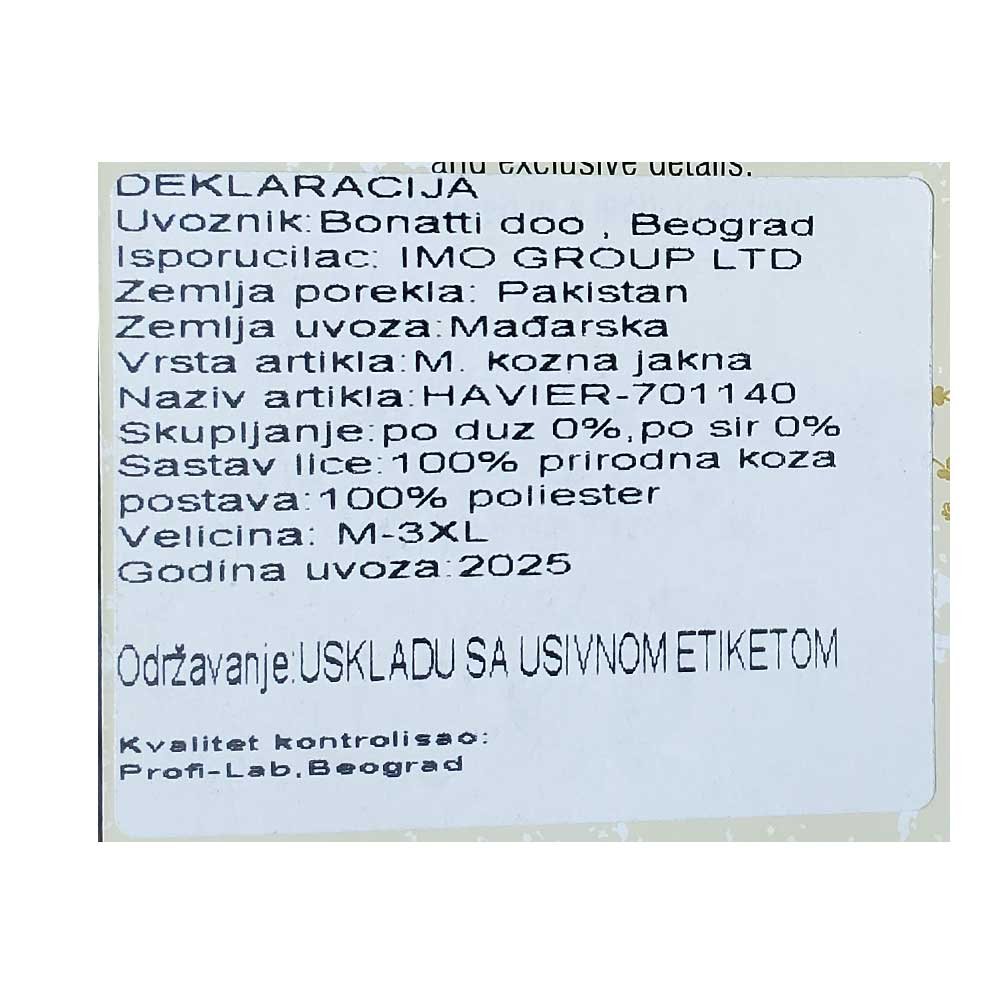 and exclusive details.
DEKLARACIJA
Uvoznik:Bonatti doo , Beograd
Isporucilac: IMO GROUP LTD
Zemlja porekla: Pakistan
Zemlja uvoza:Mađarska
Vrsta artikla:M. kozna jakna
Naziv artikla:HAVIER-701140
Skupljanje:po duz 0%,po sir 0%
Sastav lice:100% prirodna koza
postava:100% poliester
Velicina: M-3XL
Godina uvoza:2025
Održavanje:USKLADU SA USIVNOM ETIKETOM
Kvalitet kontrolisao:
Profi-Lab,Beograd